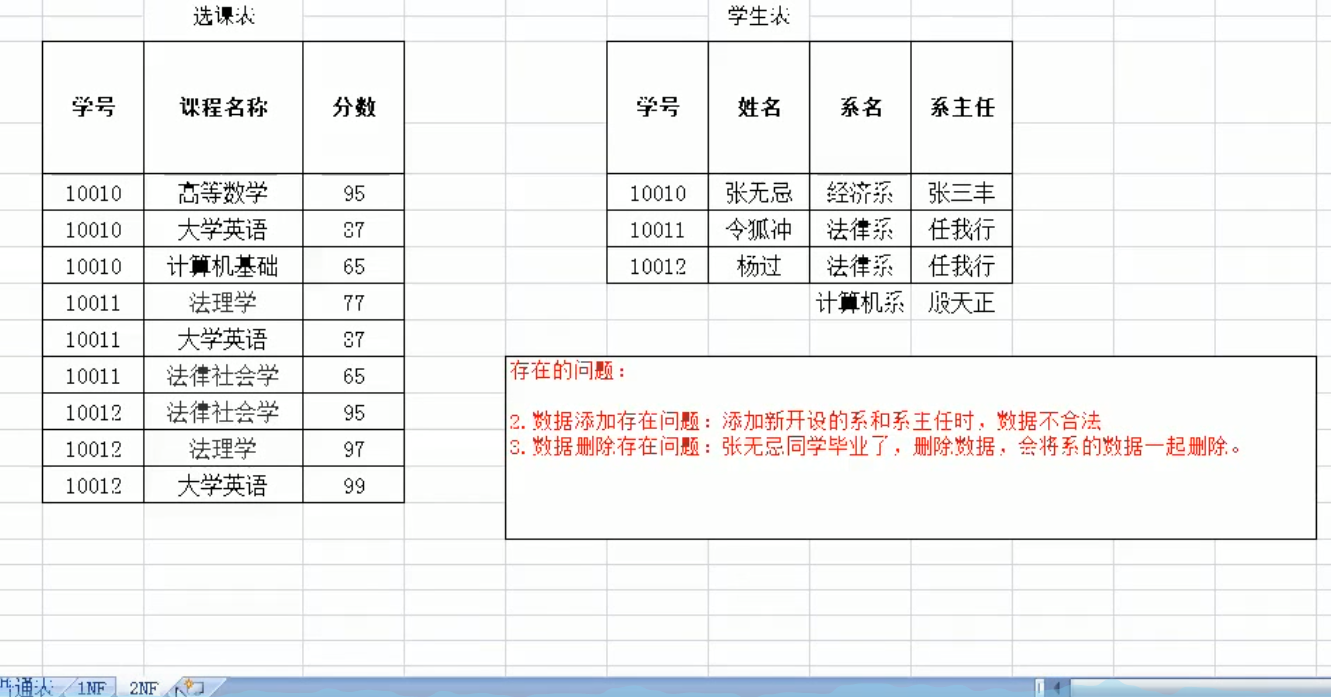 选课表 学生表
学号 课程名称 分数 学号 姓名 系名 系主任
10010 高等数学 95 10010 张无忌 经济系 张三丰
10010 大学英语 87 10011 令狐冲 法律系 任我行
10010 计算机基础 65 10012 杨过 法律系 任我行
10011 法理学 77 计算机系 殷天正
10011 大学英语 87
10011 法律社会学 65
10012 法律社会学 95
10012 法理学 97
10012 大学英语 99
存在的问题：
2.数据添加存在问题：添加新开设的系和系主任时，数据不合法
3.数据删除存在问题：张无忌同学毕业了，删除数据，会将系的数据一起删除。
普通表 1NF 2NF